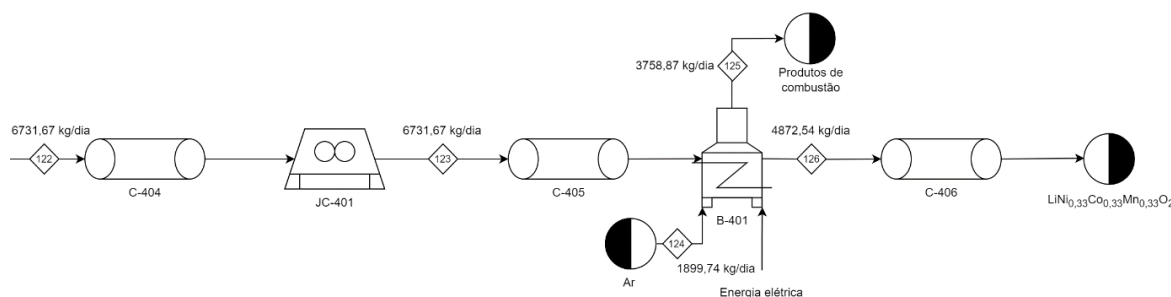 3758,87 kg/dia
125
Produtos de
combustão
6731,67 kg/dia
6731,67 kg/dia
4872,54 kg/dia
122
123
126
C-404
JC-401
C-405
B-401
C-406
LiNi0,33Co0,33Mn0,33O2
124
1899,74 kg/dia
Ar
Energia elétrica